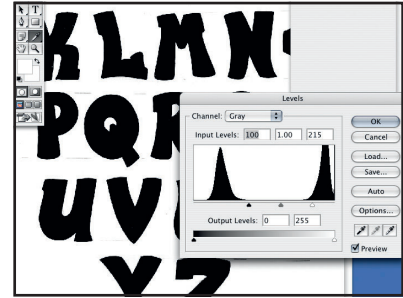 T
KLMN
Levels
Channel: Gray
OK
Input Levels: 100 1.00 215
Cancel
Load...
Save...
PQR
Auto
Options...
Output Levels: 0 255
Preview
UV
YZ